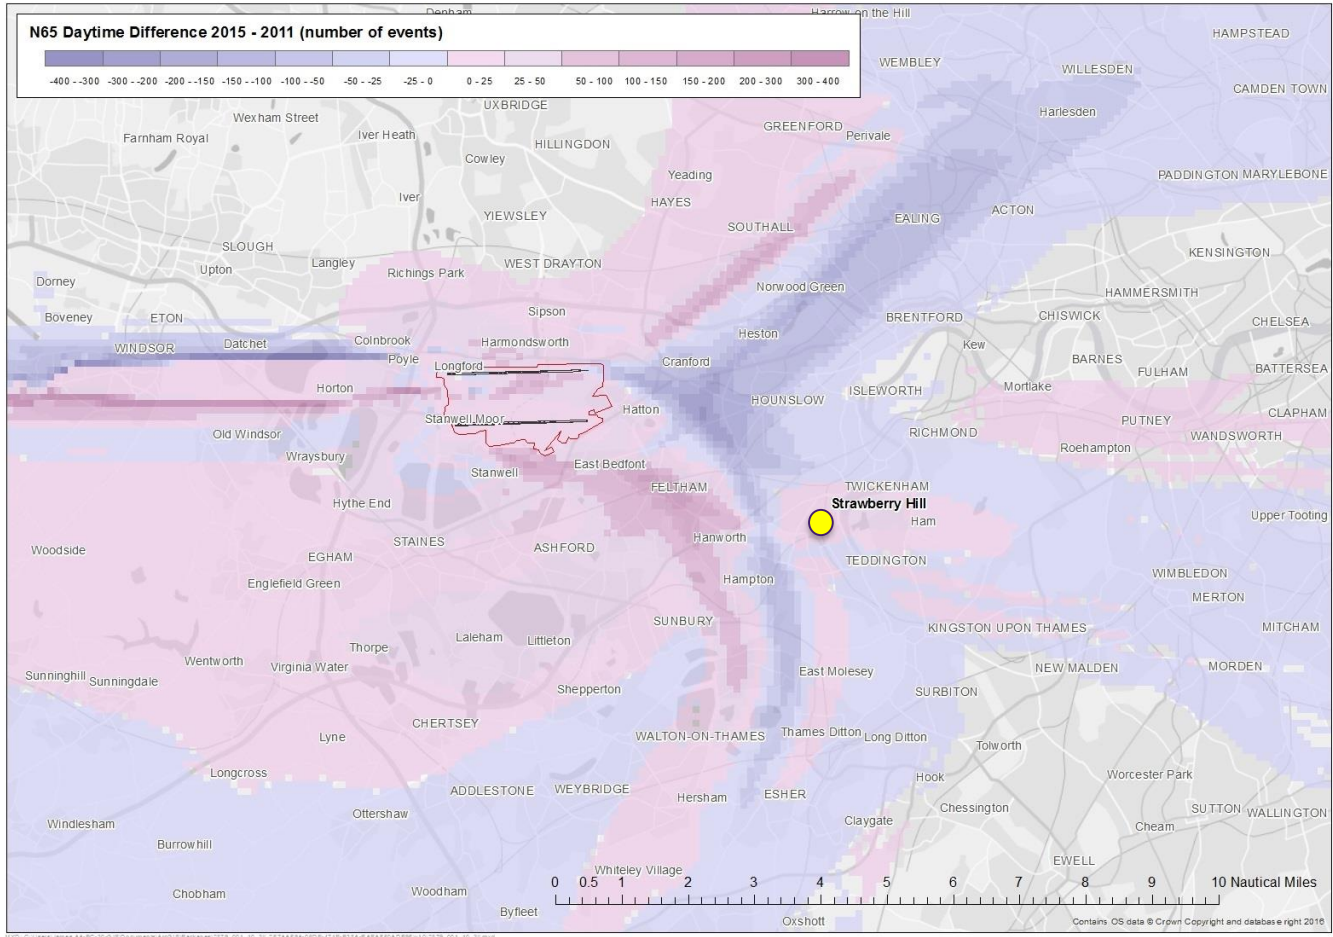 Denham
Harrow on the Hill
N65 Daytime Difference 2015 - 2011 (number of events)
-400 --300 -300 --200 -200 --150 -150 --100 -100 --50 -50 --25 -25 - 0 0 - 25 25 - 50 50 - 100 100 - 150 150 - 200 200 - 300 300 - 400
HAMPSTEAD
WEMBLEY
WILLESDEN
CAMDEN TOWN
UXBRIDGE
Harlesden
Wexham Street
GREENFORD
Farnham Royal
Iver Heath
Perivale
HILLINGDON
Cowley
Yeading
PADDINGTON MARYLEBONE
Iver
HAYES
YIEWSLEY
EALING
ACTON
SOUTHALL
SLOUGH
KENSINGTON
Upton
Langley
WEST DRAYTON
Richings Park
Dorney
Norwood Green
HAMMERSMITH
Boveney
ETON
Sipson
BRENTFORD
CHISWICK
CHELSEA
Heston
WINDSOR
Datchet
Colnbrook
Harmondsworth
Kew
Poyle
Longford
Cranford
BARNES
FULHAM
BATTERSEA
Horton
ISLEWORTH
Mortlake
HOUNSLOW
Stanwell Moor
Hatton
PUTNEY
CLAPHAM
Old Windsor
RICHMOND
WANDSWORTH
Wraysbury
Roehampton
Stanwell
East Bedfont
FELTHAM
TWICKENHAM
Hythe End
Strawberry Hill
Upper Tooting
Ham
Hanworth
STAINES
ASHFORD
Woodside
EGHAM
TEDDINGTON
Englefield Green
Hampton
WIMBLEDON
MERTON
SUNBURY
KINGSTON UPON THAMES
MITCHAM
Laleham
Littleton
Thorpe
Wentworth
Virginia Water
NEW MALDEN
MORDEN
Sunninghill
Sunningdale
East Molesey
Shepperton
SURBITON
CHERTSEY
Lyne
WALTON-ON-THAMES
Thames Ditton
Long Ditton
Tolworth
Longcross
Hook
Worcester Park
ADDLESTONE
WEYBRIDGE
Hersham
ESHER
Chessington
SUTTON
WALLINGTON
Ottershaw
Claygate
Windlesham
Cheam
Burrowhill
EWELL
Whiteley Village
0 0.5 1 2 3 4 5 6 7 8 9 10 Nautical Miles
Chobham
Woodham
Byfleet
Oxshott
Contains OS data © Crown Copyright and database right 2016